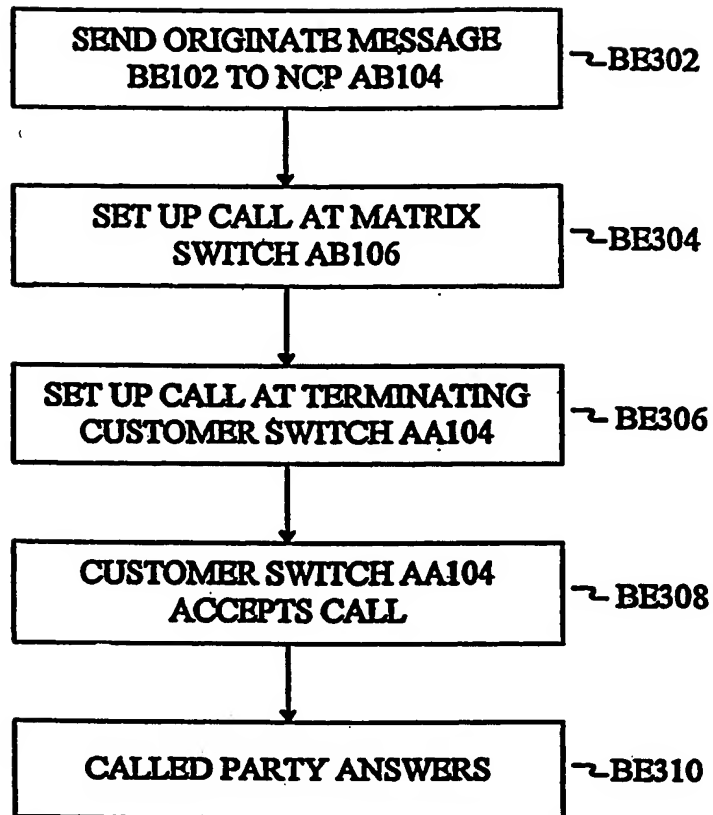 SEND ORIGINATE MESSAGE
BE102 TO NCP AB104
BE302
SET UP CALL AT MATRIX
SWITCH AB106
BE304
SET UP CALL AT TERMINATING
CUSTOMER SWITCH AA104
BE306
CUSTOMER SWITCH AA104
ACCEPTS CALL
BE308
CALLED PARTY ANSWERS
BE310